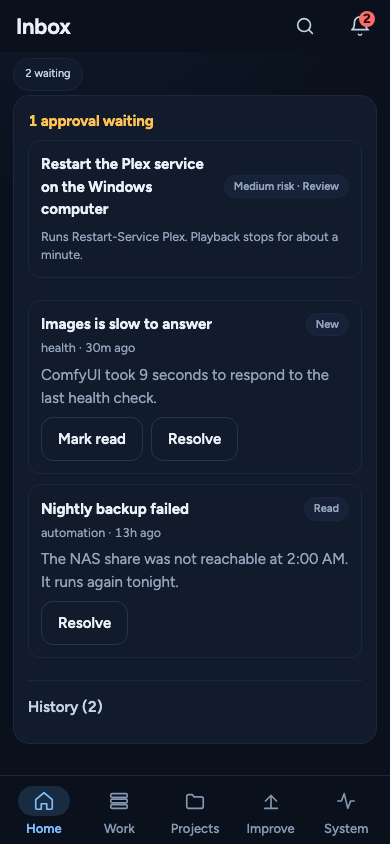 Inbox
2
2 waiting
1 approval waiting
Restart the Plex service
on the Windows
computer
Medium risk · Review
Runs Restart-Service Plex. Playback stops for about a
minute.
Images is slow to answer
New
health · 30m ago
ComfyUI took 9 seconds to respond to the
last health check.
Mark read
Resolve
Nightly backup failed
Read
automation · 13h ago
The NAS share was not reachable at 2:00 AM.
It runs again tonight.
Resolve
History (2)
Home
Work
Projects
Improve
System